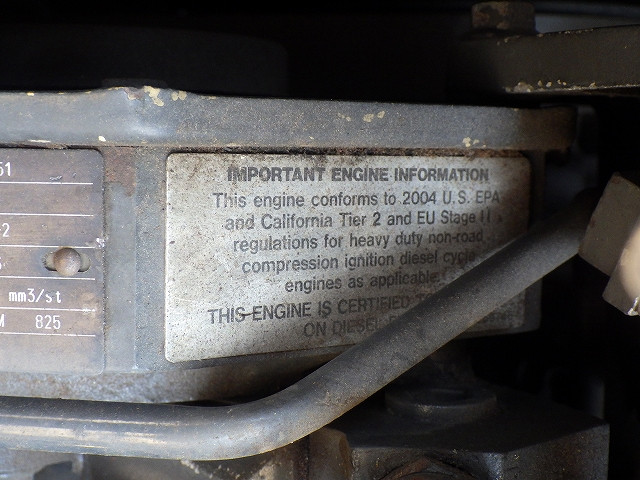 51
-2
mm3/st
M 825
IMPORTANT ENGINE INFORMATION
This engine conforms to 2004 U.S. EPA
and California Tier 2 and EU Stage II
regulations for heavy duty non-road
compression ignition diesel cycle
engines as applicable.
THIS ENGINE IS CERTIFIED TO
ON DIESEL